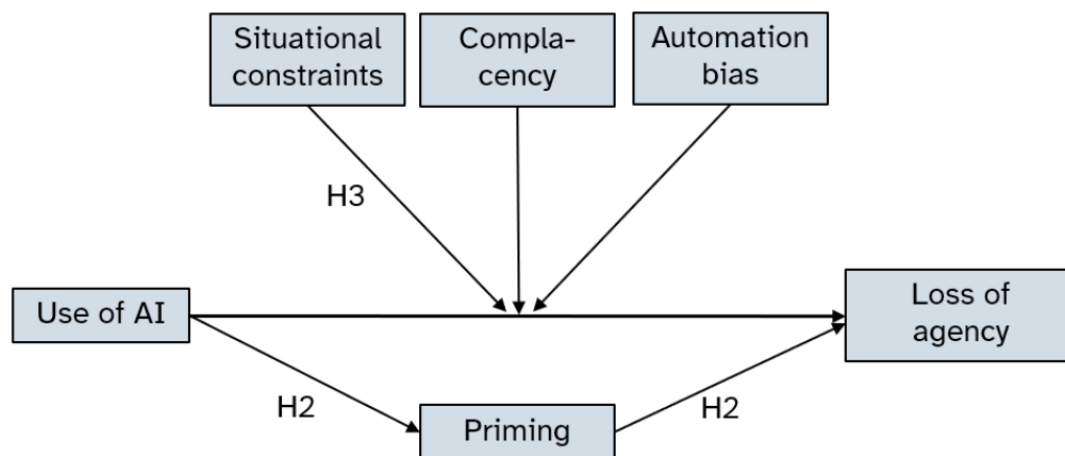 Situational
constraints
Compla-
cency
Automation
bias
H3
Use of AI
Loss of
agency
H2
H2
Priming